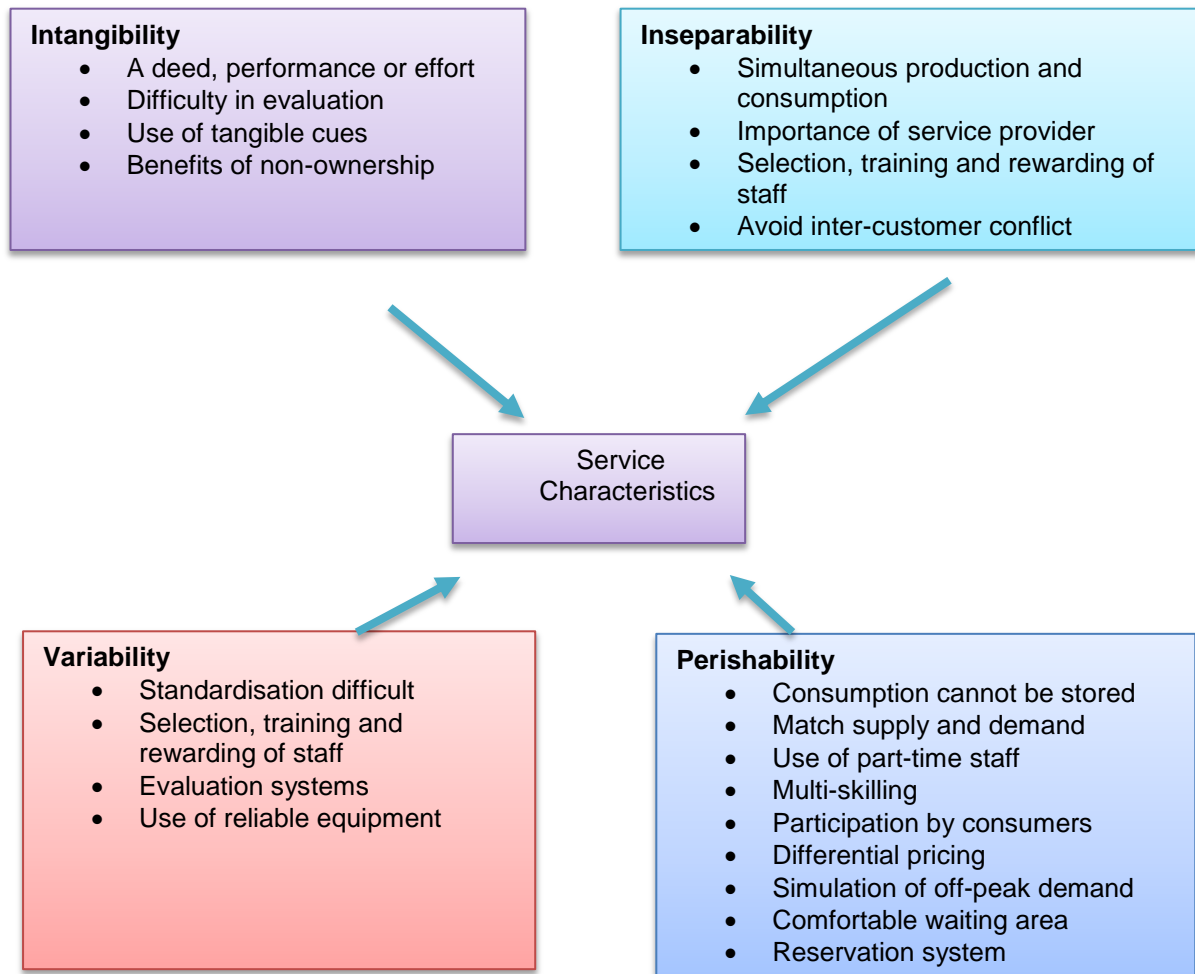 Intangibility
• A deed, performance or effort
• Difficulty in evaluation
• Use of tangible cues
• Benefits of non-ownership
Inseparability
• Simultaneous production and
consumption
• Importance of service provider
• Selection, training and rewarding of
staff
• Avoid inter-customer conflict
Service
Characteristics
Variability
• Standardisation difficult
• Selection, training and
rewarding of staff
• Evaluation systems
• Use of reliable equipment
Perishability
• Consumption cannot be stored
• Match supply and demand
• Use of part-time staff
• Multi-skilling
• Participation by consumers
• Differential pricing
• Simulation of off-peak demand
• Comfortable waiting area
• Reservation system